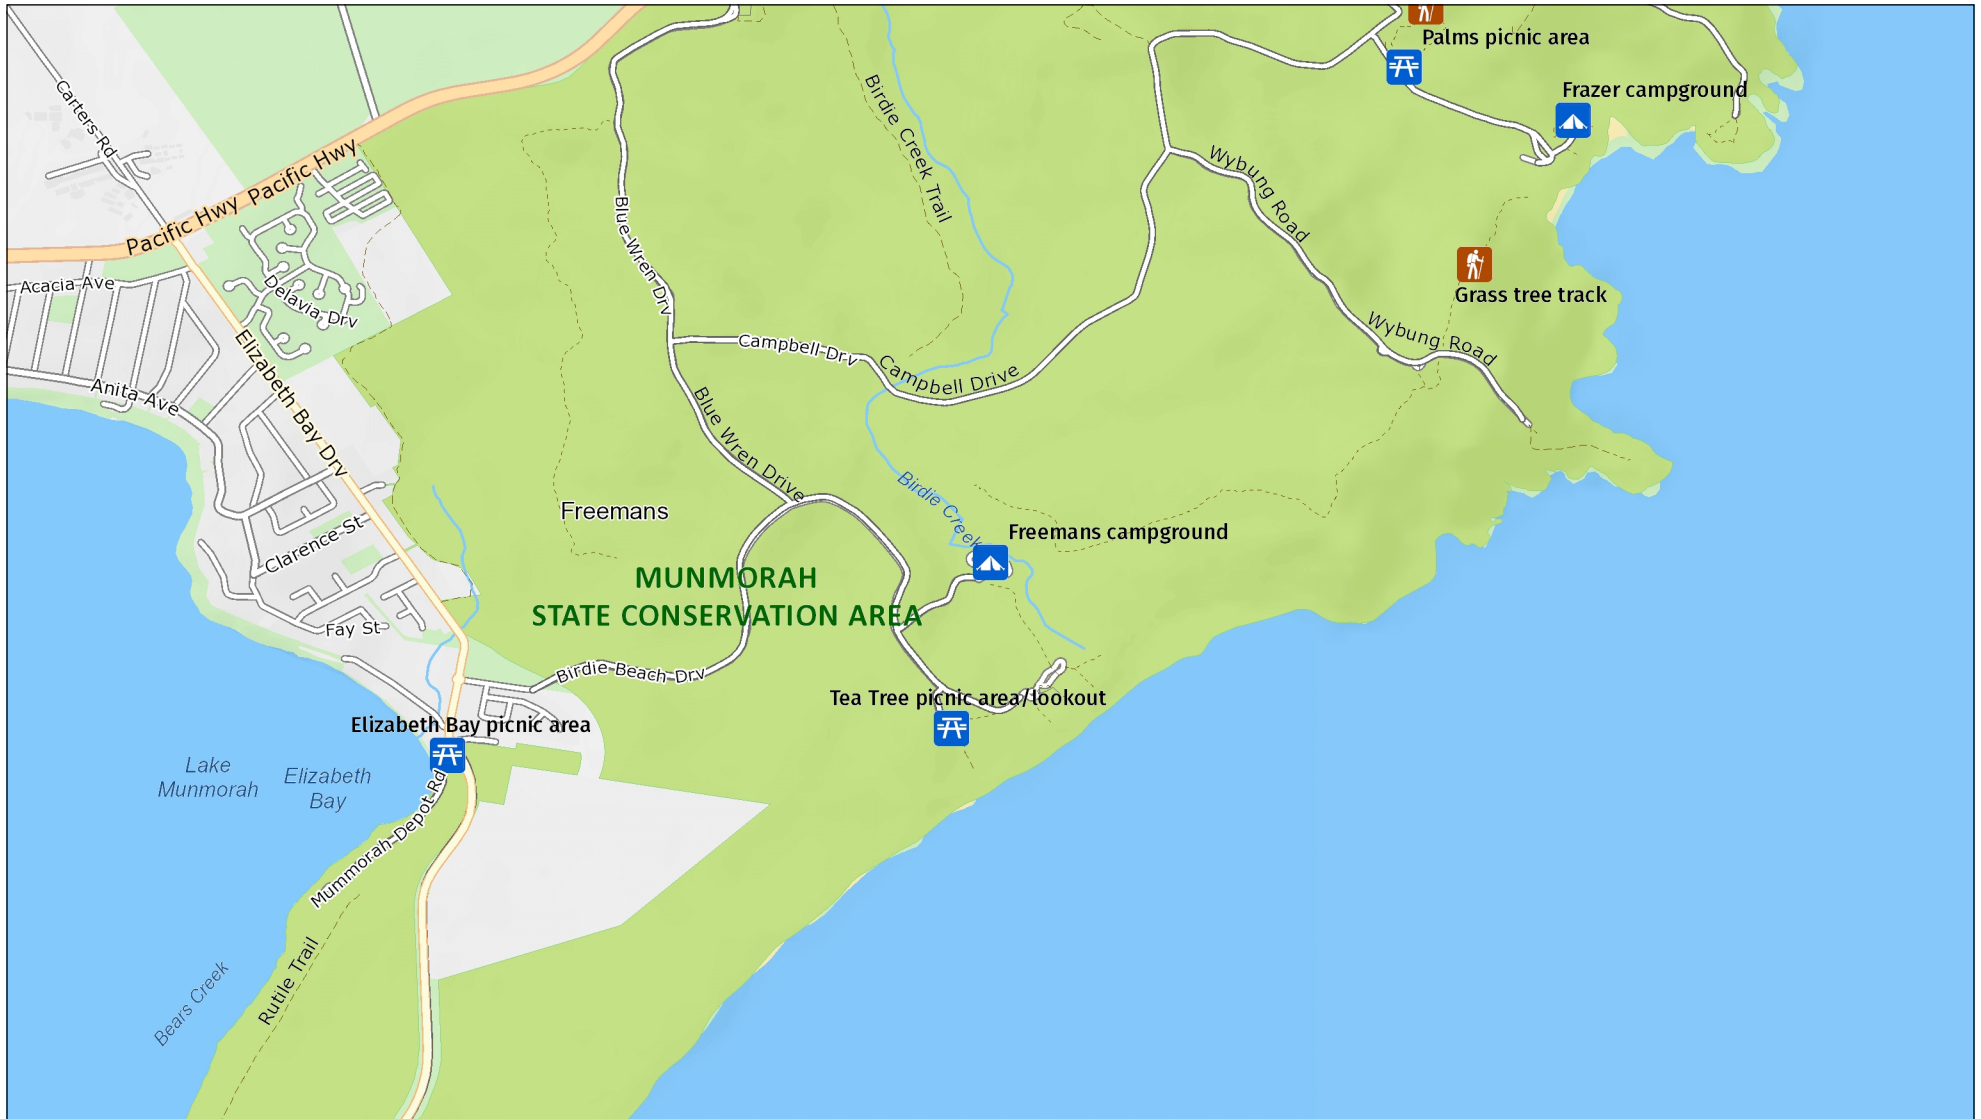 Palms picnic area
Frazer campground
Carters Rd
Birdie Creek Trail
Pacific Hwy
Pacific Hwy
Wybung Road
Blue Wren Drv
Acacia Ave
Delavia Drv
Grass tree track
Elizabeth Bay Drv
Campbell Drv
Campbell Drive
Wybung Road
Anita Ave
Blue Wren Drive
Birdie Creek
Freemans
Freemans campground
Clarence St
MUNMORAH
STATE CONSERVATION AREA
Fay St
Birdie Beach Drv
Tea Tree picnic area/lookout
Elizabeth Bay picnic area
Lake
Munmorah
Elizabeth
Bay
Mummorah Depot Rd
Rutile Trail
Bears Creek